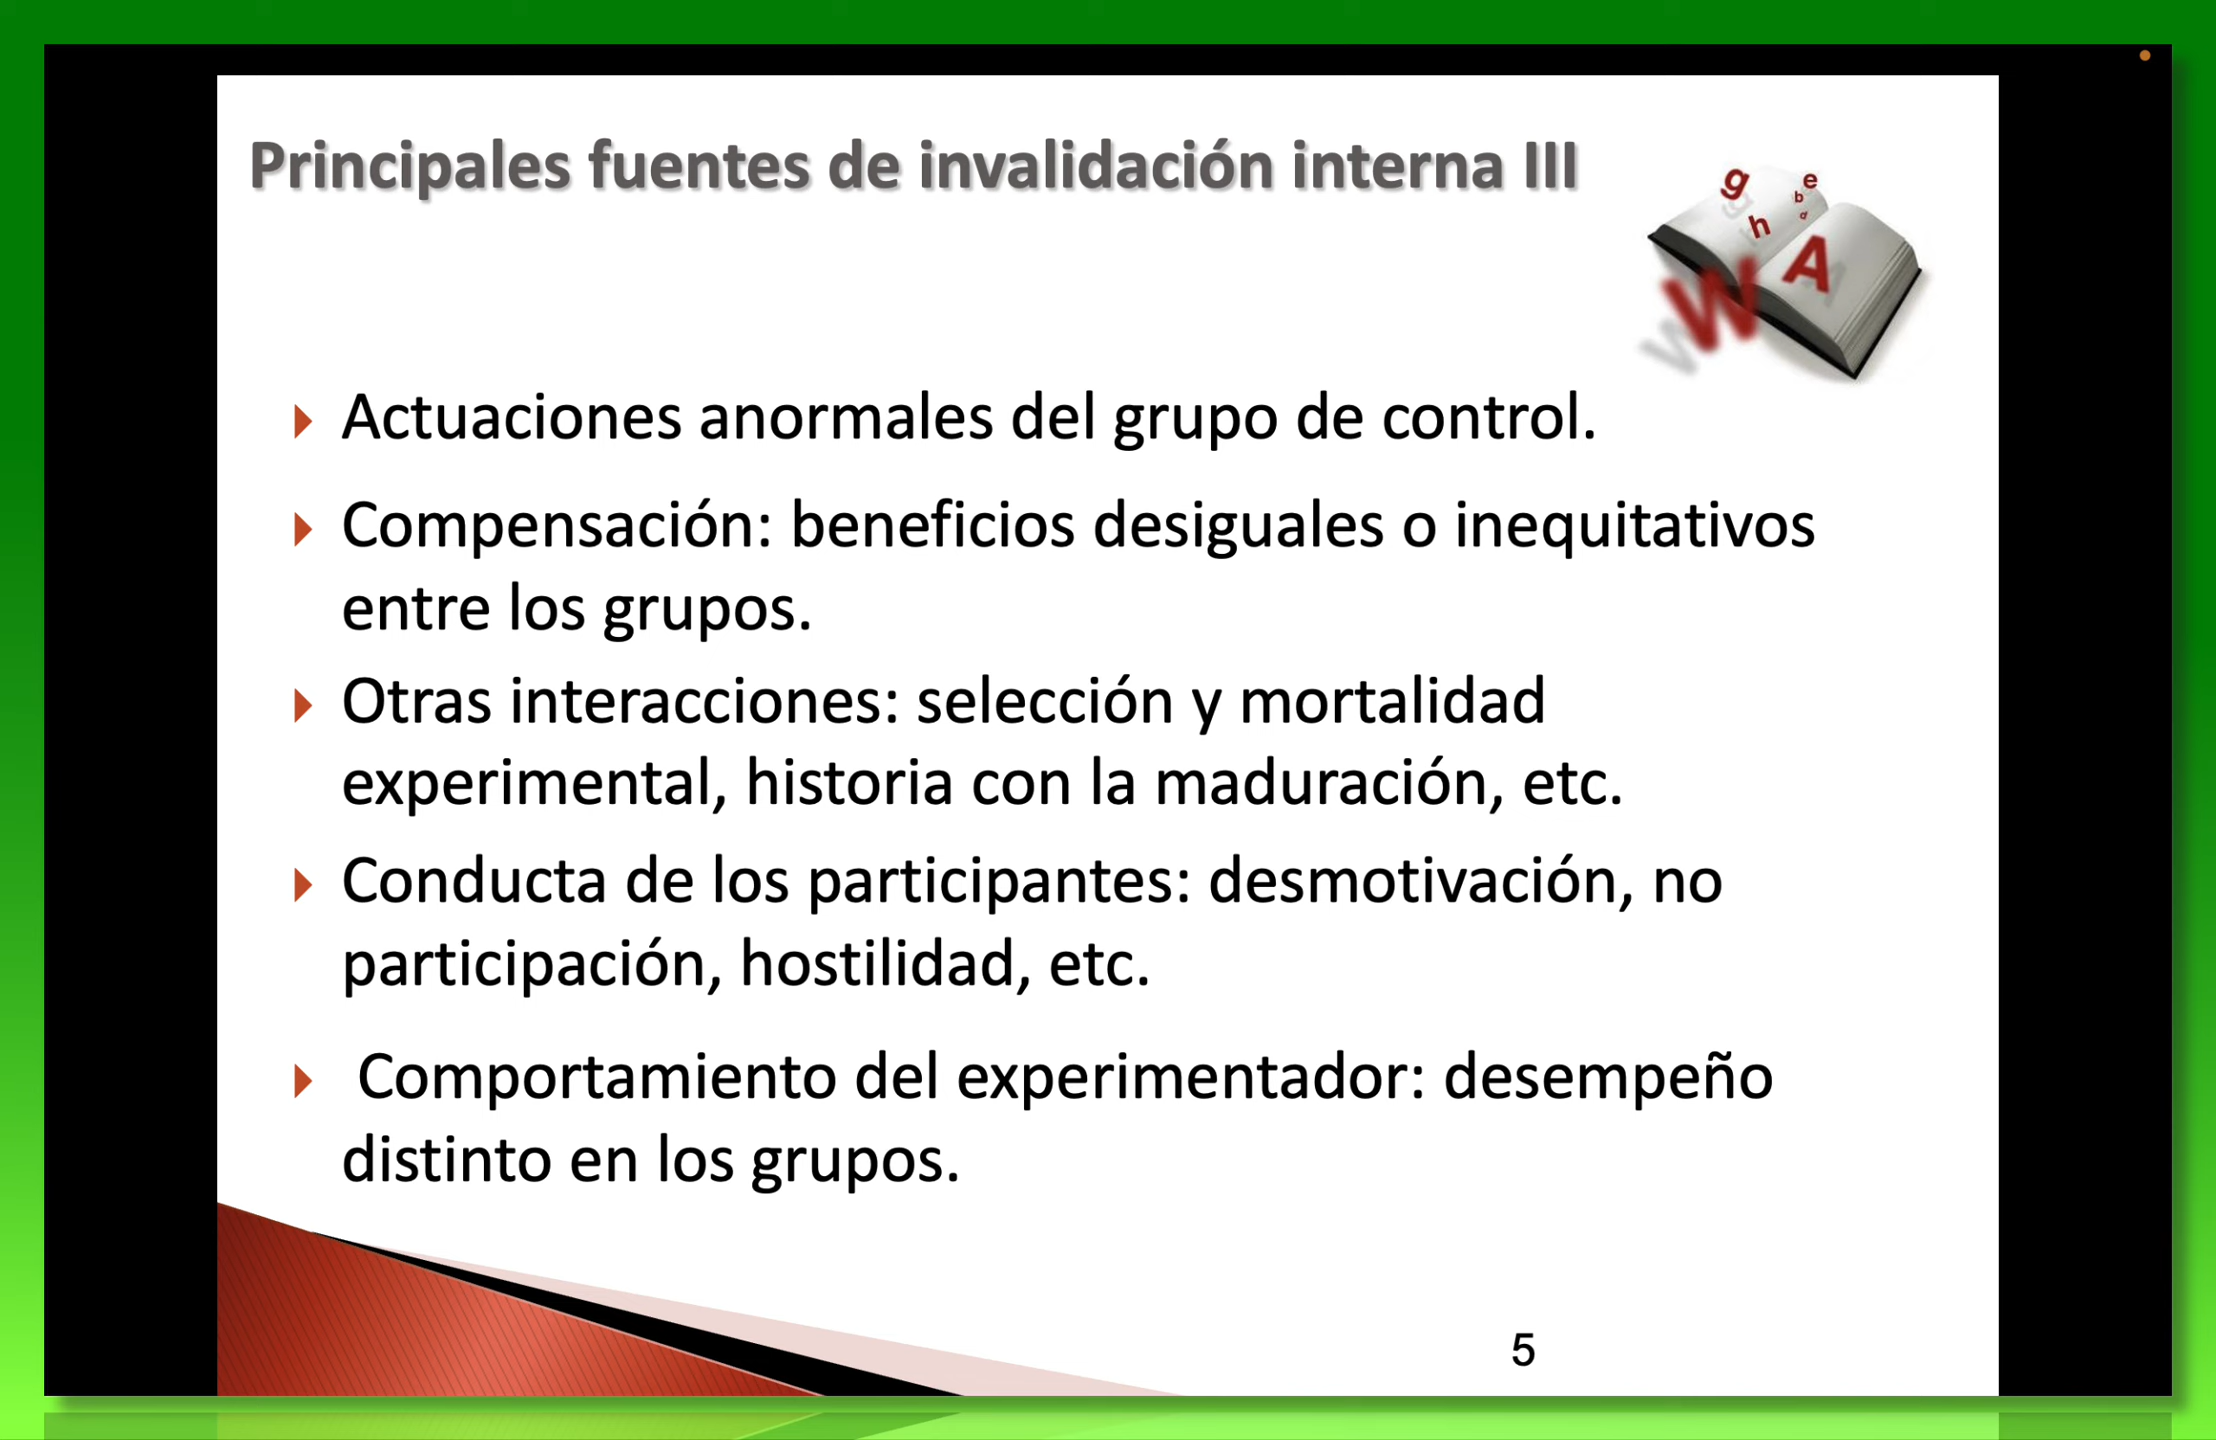 Principales fuentes de invalidación interna III
g
e
b
d
h
A
W
Actuaciones anormales del grupo de control.
Compensación: beneficios desiguales o inequitativos
entre los grupos.
Otras interacciones: selección y mortalidad
experimental, historia con la maduración, etc.
Conducta de los participantes: desmotivación, no
participación, hostilidad, etc.
Comportamiento del experimentador: desempeño
distinto en los grupos.
5